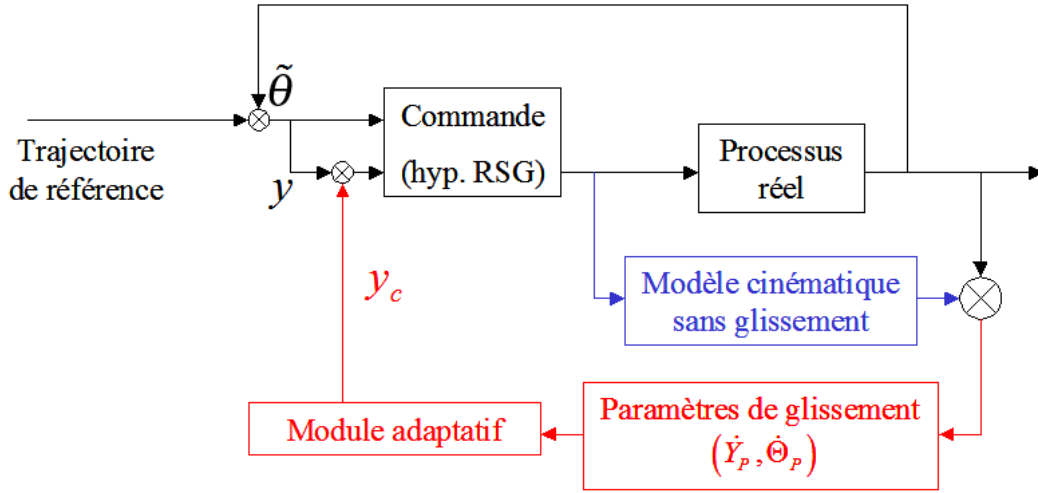 θ̃
Trajectoire
de référence
y
Commande
(hyp. RSG)
Processus
réel
Modèle cinématique
sans glissement
y_c
Module adaptatif
Paramètres de glissement
(Ẏ_P, Θ̇_P)